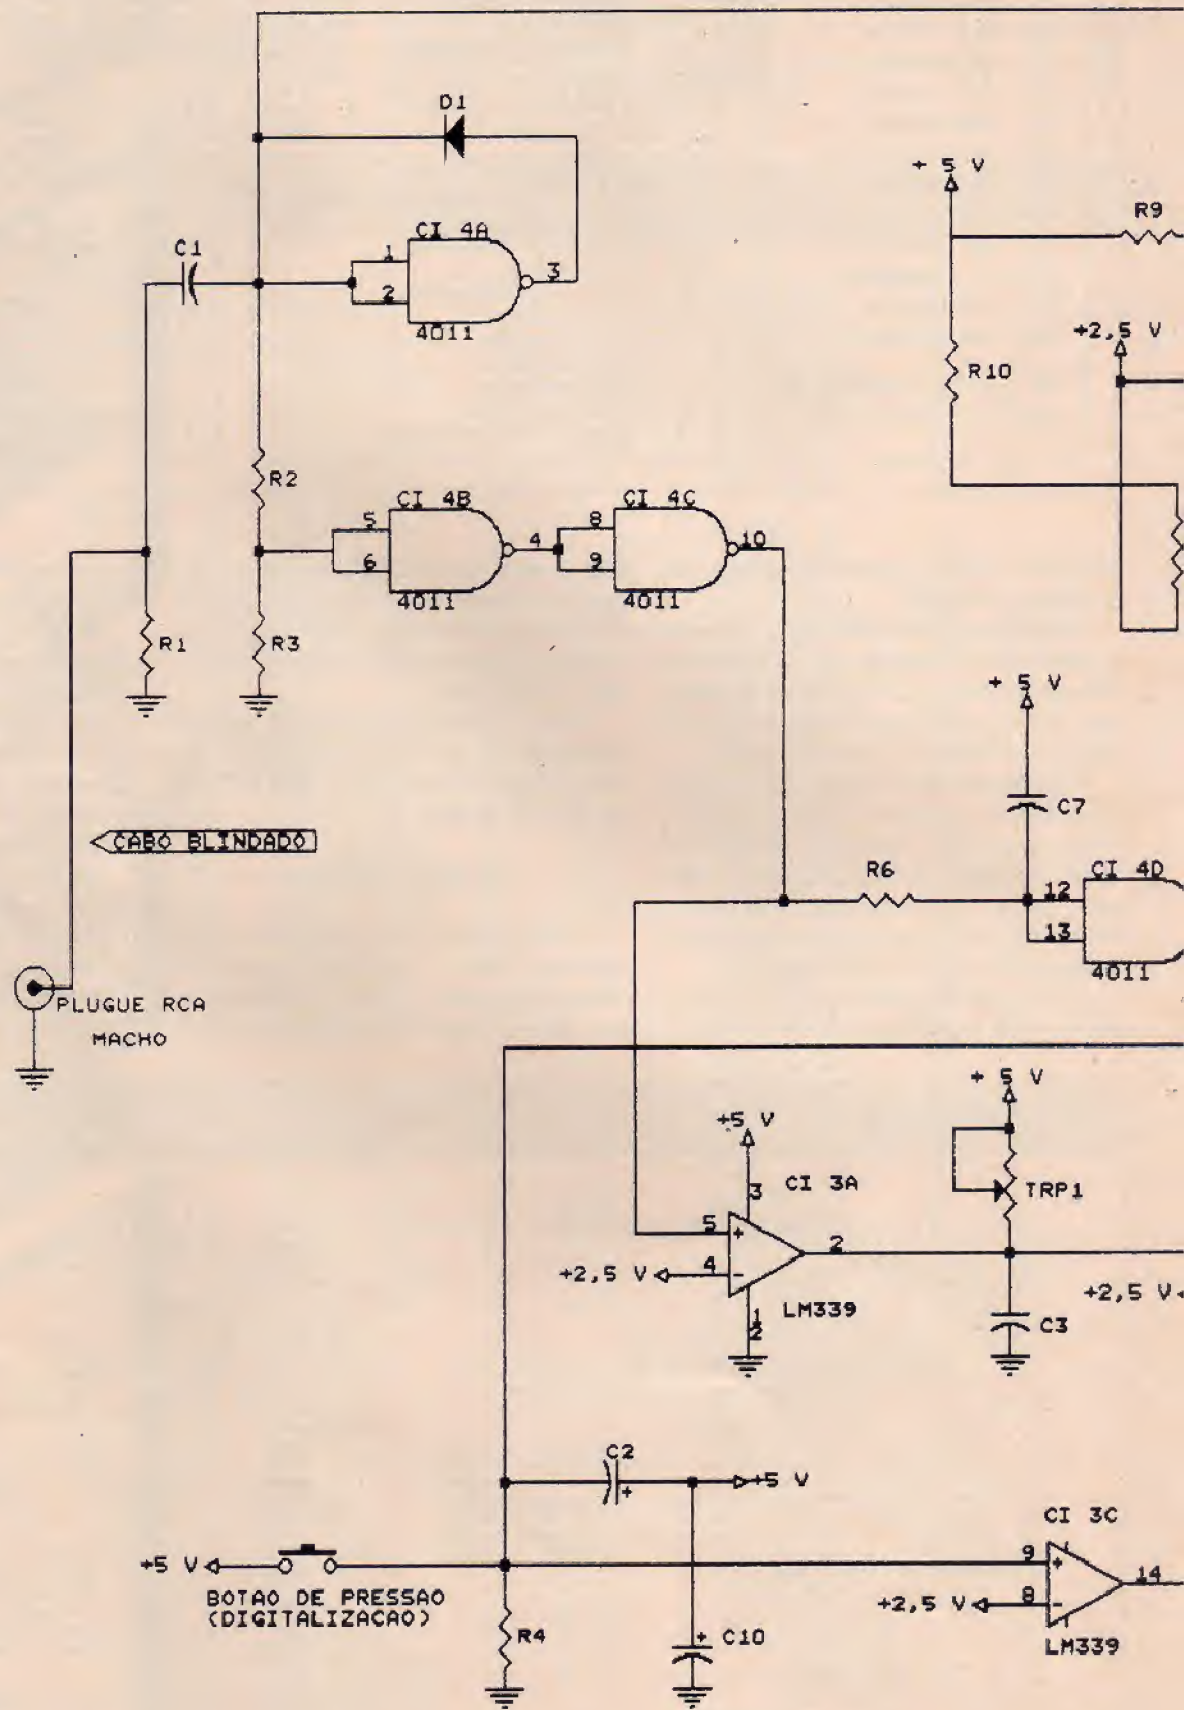 D1
+ 5 V
R9
CI 4A
C1
1
2
3
4011
+2,5 V
R10
R2
CI 4B
5
6
4
4011
CI 4C
8
9
10
4011
R1
R3
+ 5 V
C7
CABO BLINDADO
R6
CI 4D
12
13
4011
PLUGUE RCA
MACHO
+ 5 V
+5 V
3
CI 3A
TRP1
5
+
2
+2,5 V
4
-
+2,5 V
1
2
LM339
C3
C2
+
+5 V
CI 3C
+5 V
9
+
14
BOTAO DE PRESSAO
(DIGITALIZACAO)
+2,5 V
8
-
R4
+
C10
LM339